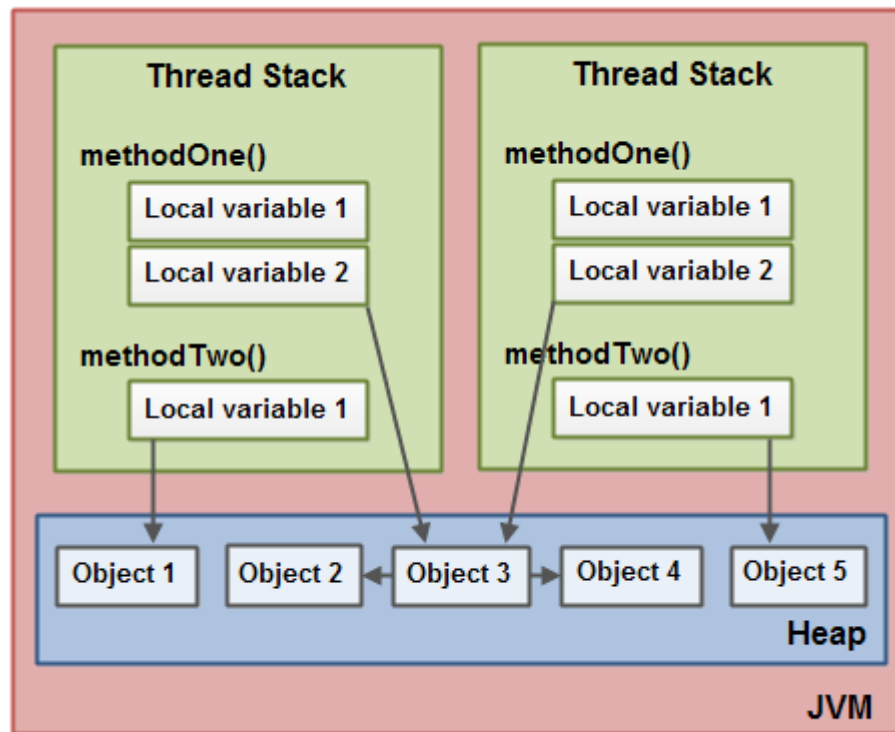 Thread Stack
methodOne()
Local variable 1
Local variable 2
methodTwo()
Local variable 1
Thread Stack
methodOne()
Local variable 1
Local variable 2
methodTwo()
Local variable 1
Object 1
Object 2
Object 3
Object 4
Object 5
Heap
JVM